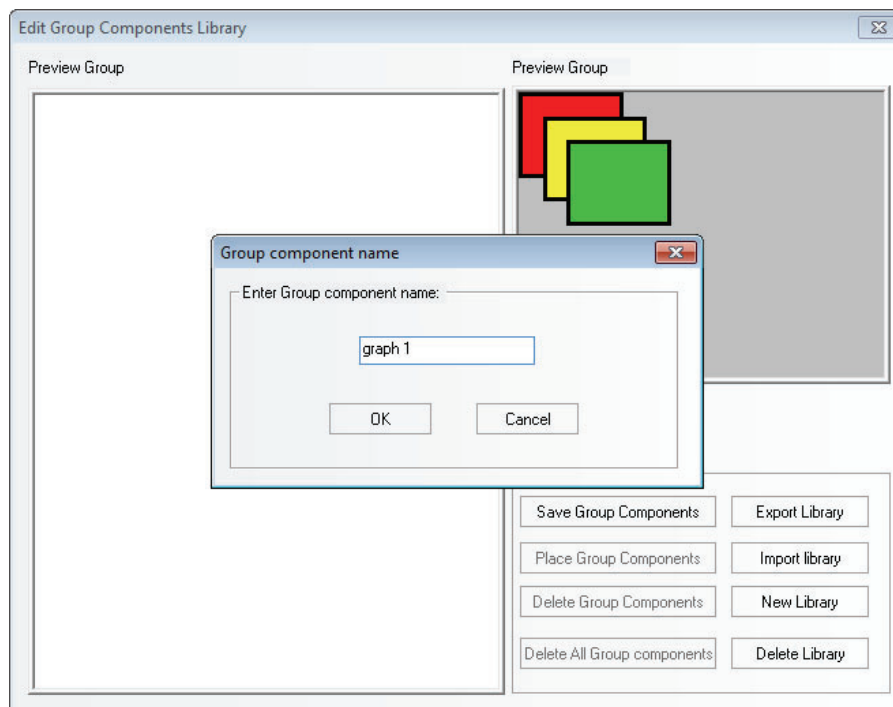 Edit Group Components Library
Preview Group
Preview Group
Group component name
Enter Group component name:
graph 1
OK
Cancel
Save Group Components
Export Library
Place Group Components
Import library
Delete Group Components
New Library
Delete All Group components
Delete Library